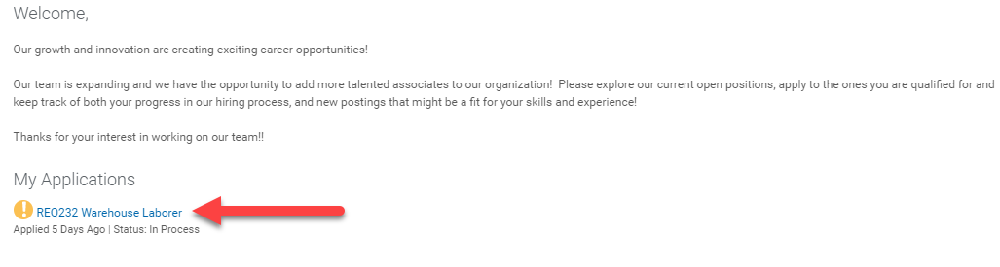 Welcome,
Our growth and innovation are creating exciting career opportunities!
Our team is expanding and we have the opportunity to add more talented associates to our organization!  Please explore our current open positions, apply to the ones you are qualified for and
keep track of both your progress in our hiring process, and new postings that might be a fit for your skills and experience!
Thanks for your interest in working on our team!!
My Applications
REQ232 Warehouse Laborer
Applied 5 Days Ago | Status: In Process